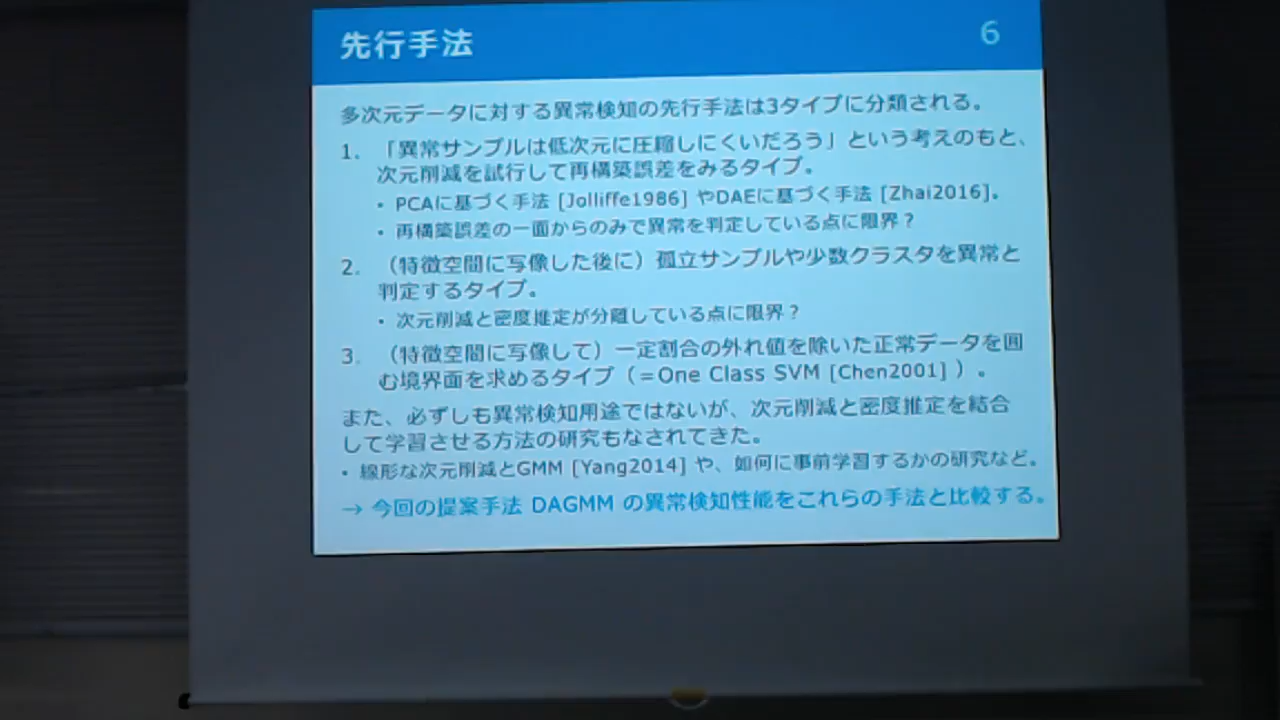 先行手法
6
多次元データに対する異常検知の先行手法は3タイプに分類される。
1. 「異常サンプルは低次元に圧縮しにくいだろう」という考えのもと、
次元削減を試行して再構築誤差をみるタイプ。
・ PCAに基づく手法 [Jolliffe1986] やDAEに基づく手法 [Zhai2016]。
・ 再構築誤差の一面からのみで異常を判定している点に限界？
2. （特徴空間に写像した後に）孤立サンプルや少数クラスタを異常と
判定するタイプ。
・ 次元削減と密度推定が分離している点に限界？
3. （特徴空間に写像して）一定割合の外れ値を除いた正常データを囲
む境界面を求めるタイプ（＝One Class SVM [Chen2001] ）。
また、必ずしも異常検知用途ではないが、次元削減と密度推定を結合
して学習させる方法の研究もなされてきた。
・ 線形な次元削減とGMM [Yang2014] や、如何に事前学習するかの研究など。
→ 今回の提案手法 DAGMM の異常検知性能をこれらの手法と比較する。